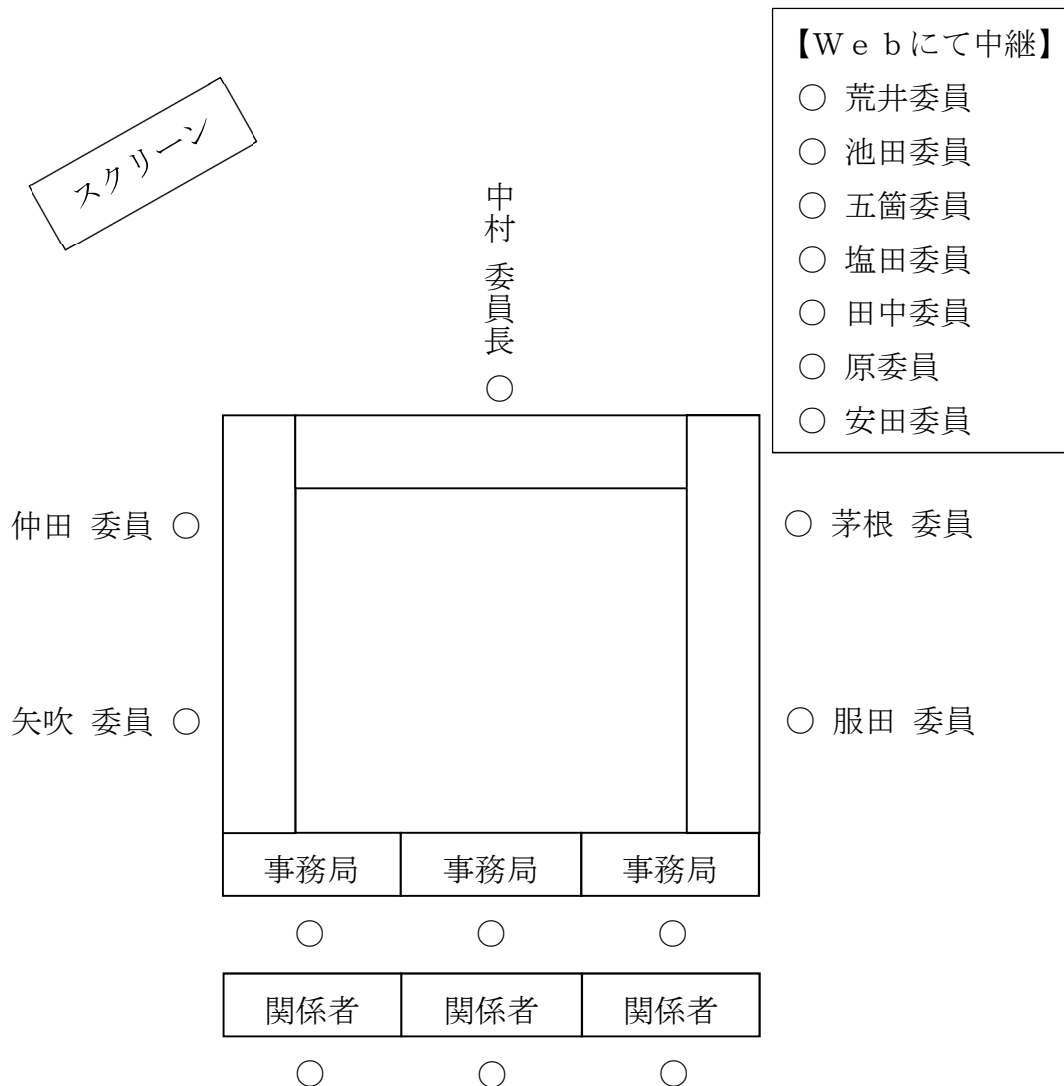 【Ｗｅｂにて中継】
○ 荒井委員
○ 池田委員
○ 五箇委員
○ 塩田委員
○ 田中委員
○ 原委員
○ 安田委員
スクリーン
中村 委員長 ○
仲田 委員 ○
○ 茅根 委員
矢吹 委員 ○
○ 服田 委員
事務局 事務局 事務局
○ ○ ○
関係者 関係者 関係者
○ ○ ○